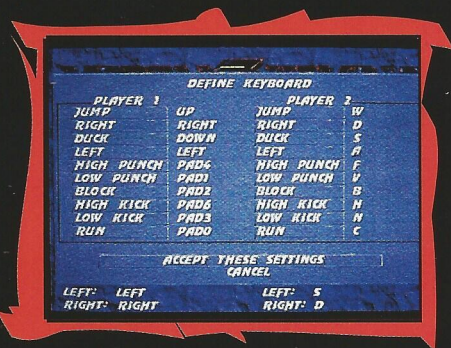 DEFINE KEYBOARD
PLAYER 1 PLAYER 2
JUMP UP JUMP W
RIGHT RIGHT RIGHT D
DUCK DOWN DUCK S
LEFT LEFT LEFT A
HIGH PUNCH PAD4 HIGH PUNCH F
LOW PUNCH PAD1 LOW PUNCH V
BLOCK PAD2 BLOCK B
HIGH KICK PAD6 HIGH KICK H
LOW KICK PAD3 LOW KICK N
RUN PAD0 RUN C
ACCEPT THESE SETTINGS
CANCEL
LEFT: LEFT LEFT: S
RIGHT: RIGHT RIGHT: D